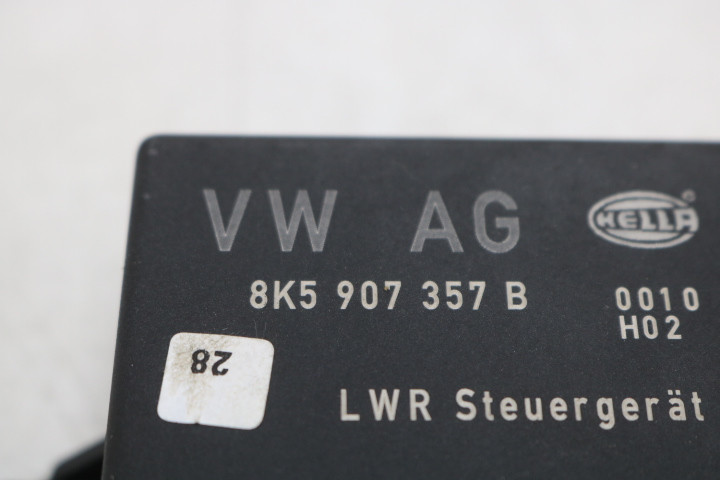 VW AG
HELLA
8K5 907 357 B
0010
H02
28
LWR Steuergerät